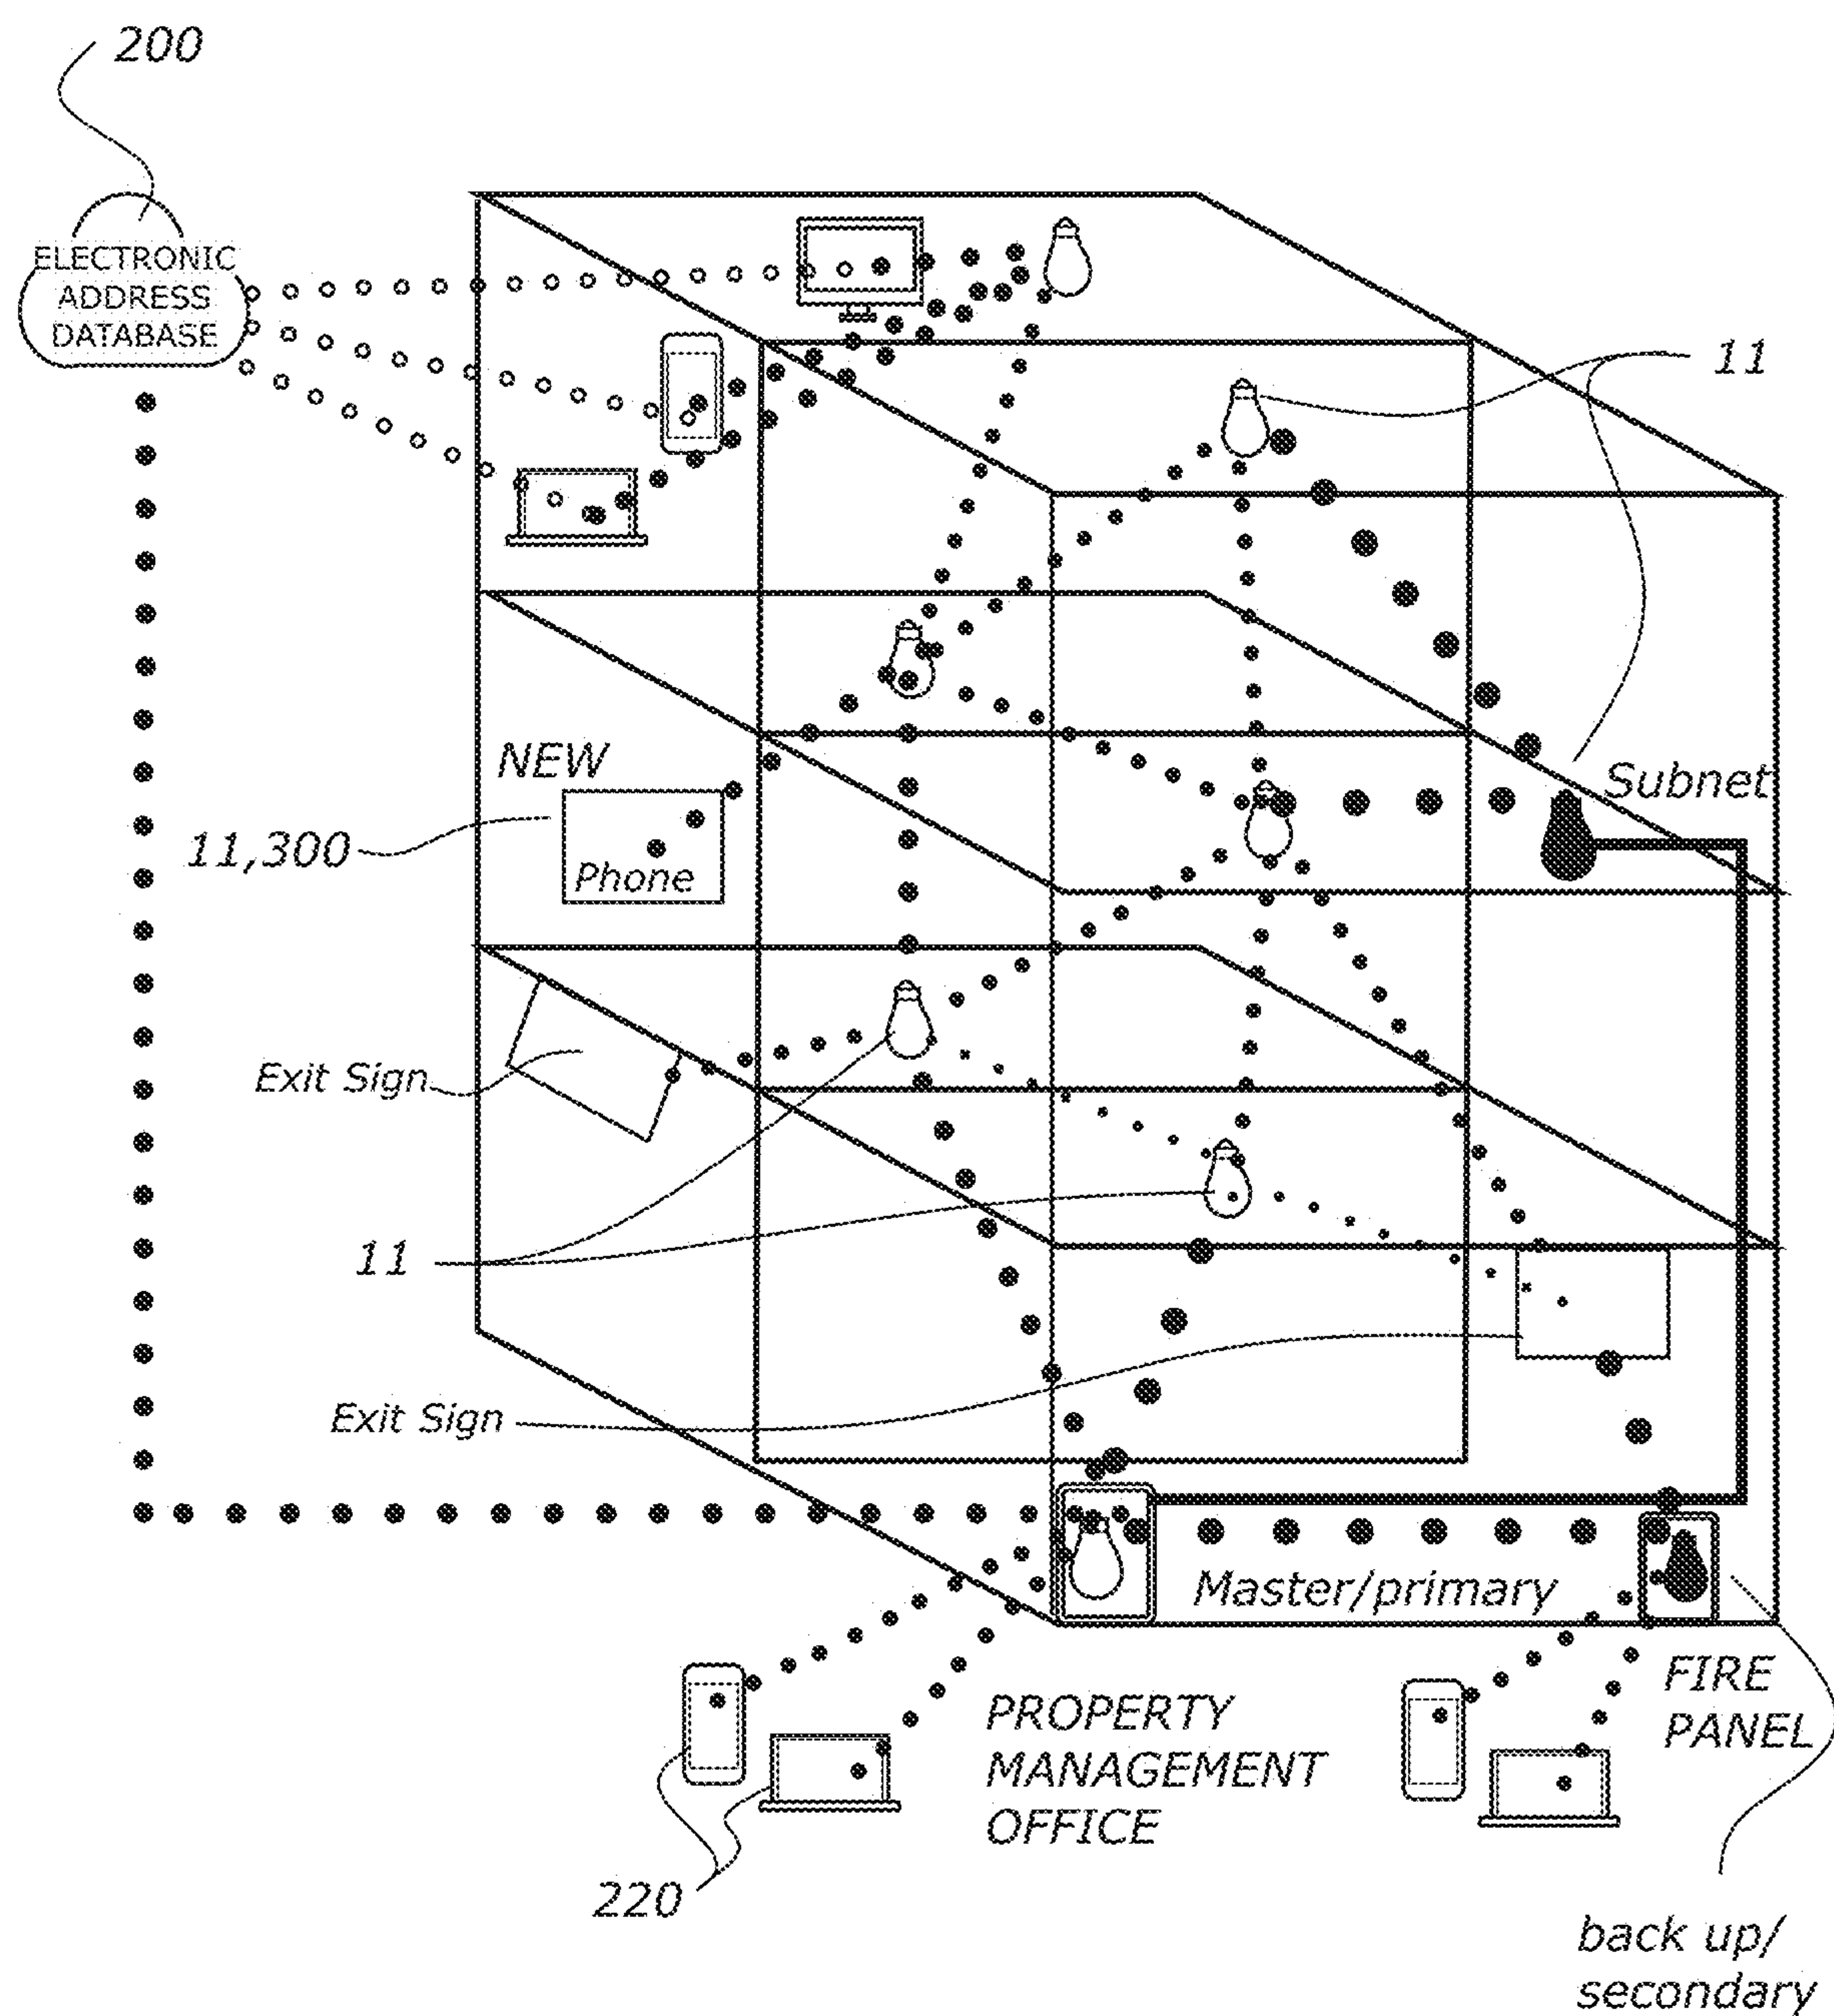 200
ELECTRONIC
ADDRESS
DATABASE
11
NEW
Subnet
11,300
Phone
Exit Sign
11
Exit Sign
Master/primary
FIRE
PANEL
PROPERTY
MANAGEMENT
OFFICE
220
back up/
secondary